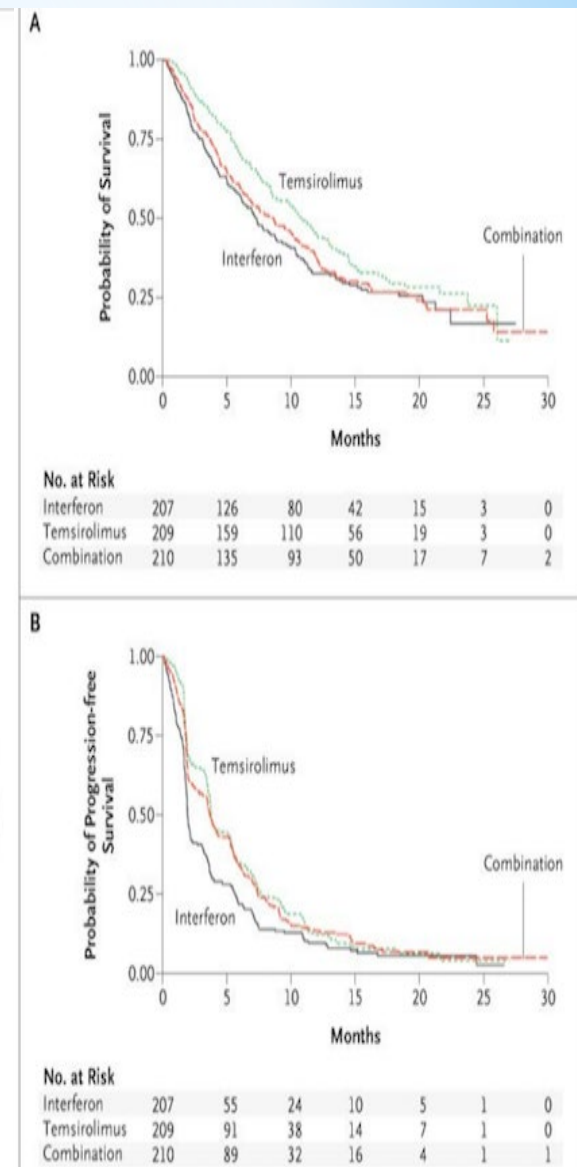 A
1.00
0.75
0.50
0.25
0.00
Probability of Survival
Temsirolimus
Interferon
Combination
0 5 10 15 20 25 30
Months
No. at Risk
Interferon 207 126 80 42 15 3 0
Temsirolimus 209 159 110 56 19 3 0
Combination 210 135 93 50 17 7 2
B
1.00
0.75
0.50
0.25
0.00
Probability of Progression-free
Survival
Temsirolimus
Interferon
Combination
0 5 10 15 20 25 30
Months
No. at Risk
Interferon 207 55 24 10 5 1 0
Temsirolimus 209 91 38 14 7 1 0
Combination 210 89 32 16 4 1 1